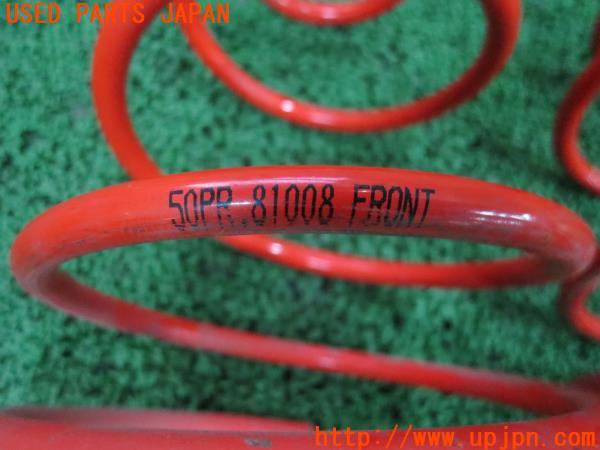 USED PARTS JAPAN
50PR.81008 FRONT
http://www.upjpn.com